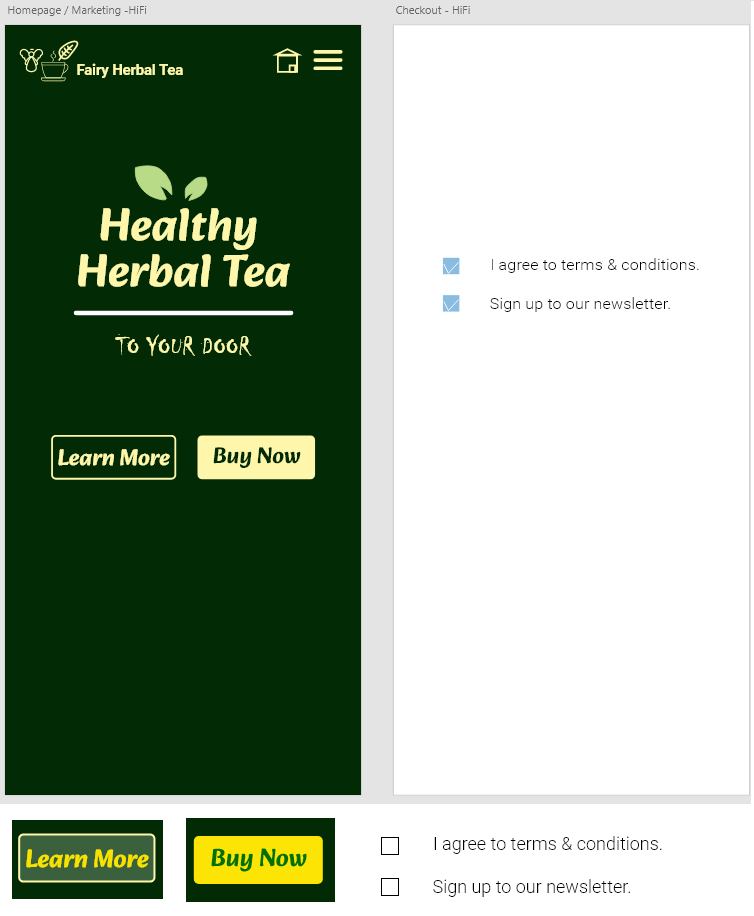 Homepage / Marketing -HiFi
Checkout - HiFi
Fairy Herbal Tea
Healthy
Herbal Tea
TO YOUR DOOR
Learn More
Buy Now
I agree to terms & conditions.
Sign up to our newsletter.
Learn More
Buy Now
I agree to terms & conditions.
Sign up to our newsletter.